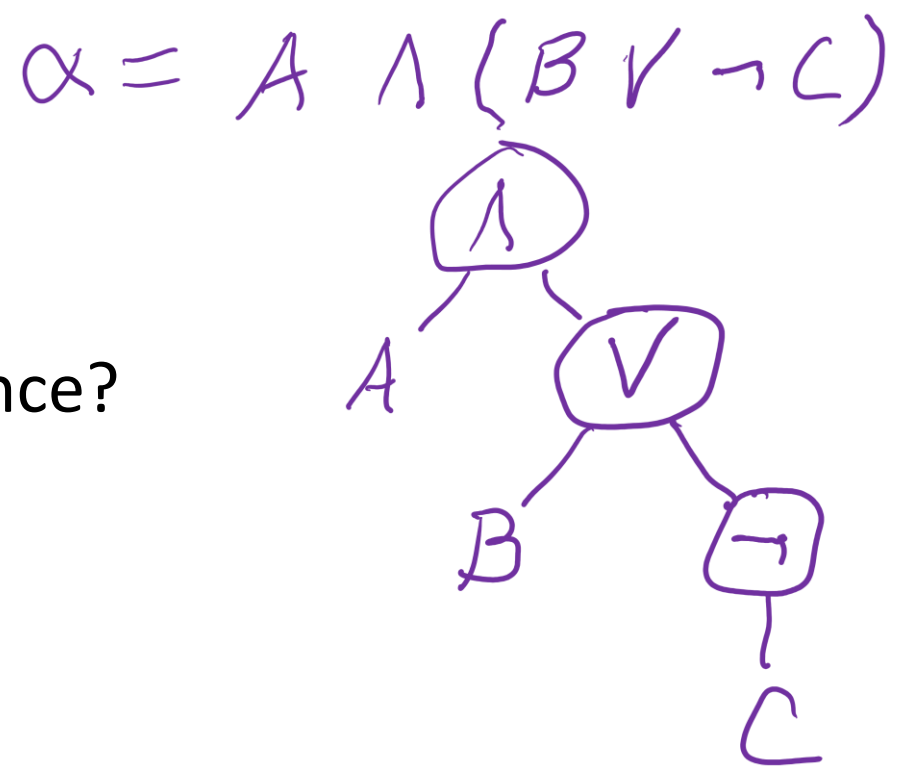 α = A ∧ (B ∨ ¬C)
∧
A ∨
nce?
B ¬
C